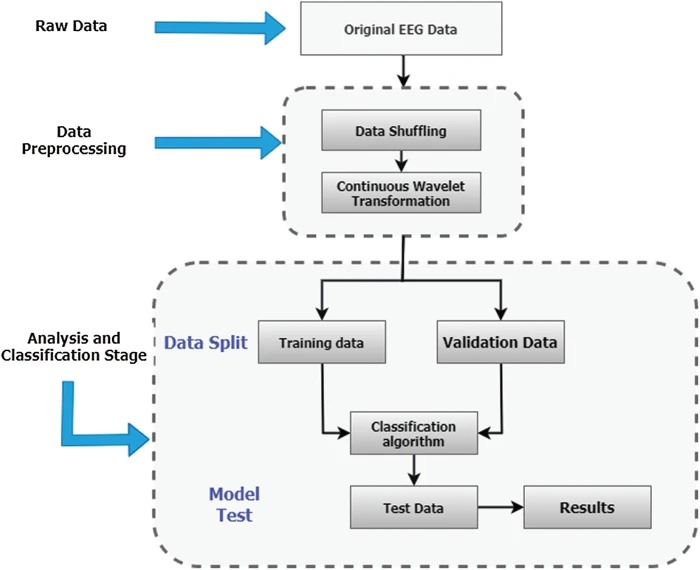 Raw Data
Original EEG Data
Data
Preprocessing
Data Shuffling
Continuous Wavelet
Transformation
Analysis and
Classification Stage
Data Split
Training data
Validation Data
Classification
algorithm
Model
Test
Test Data
Results